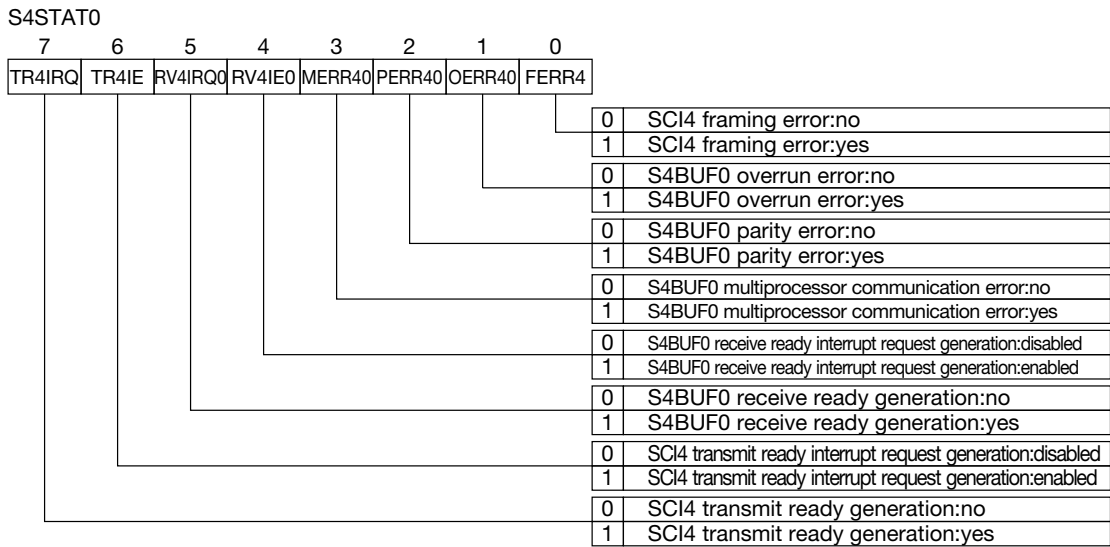 S4STAT0
7 6 5 4 3 2 1 0
TR4IRQ TR4IE RV4IRQ0 RV4IE0 MERR40 PERR40 OERR40 FERR4
0 SCI4 framing error:no
1 SCI4 framing error:yes
0 S4BUF0 overrun error:no
1 S4BUF0 overrun error:yes
0 S4BUF0 parity error:no
1 S4BUF0 parity error:yes
0 S4BUF0 multiprocessor communication error:no
1 S4BUF0 multiprocessor communication error:yes
0 S4BUF0 receive ready interrupt request generation:disabled
1 S4BUF0 receive ready interrupt request generation:enabled
0 S4BUF0 receive ready generation:no
1 S4BUF0 receive ready generation:yes
0 SCI4 transmit ready interrupt request generation:disabled
1 SCI4 transmit ready interrupt request generation:enabled
0 SCI4 transmit ready generation:no
1 SCI4 transmit ready generation:yes